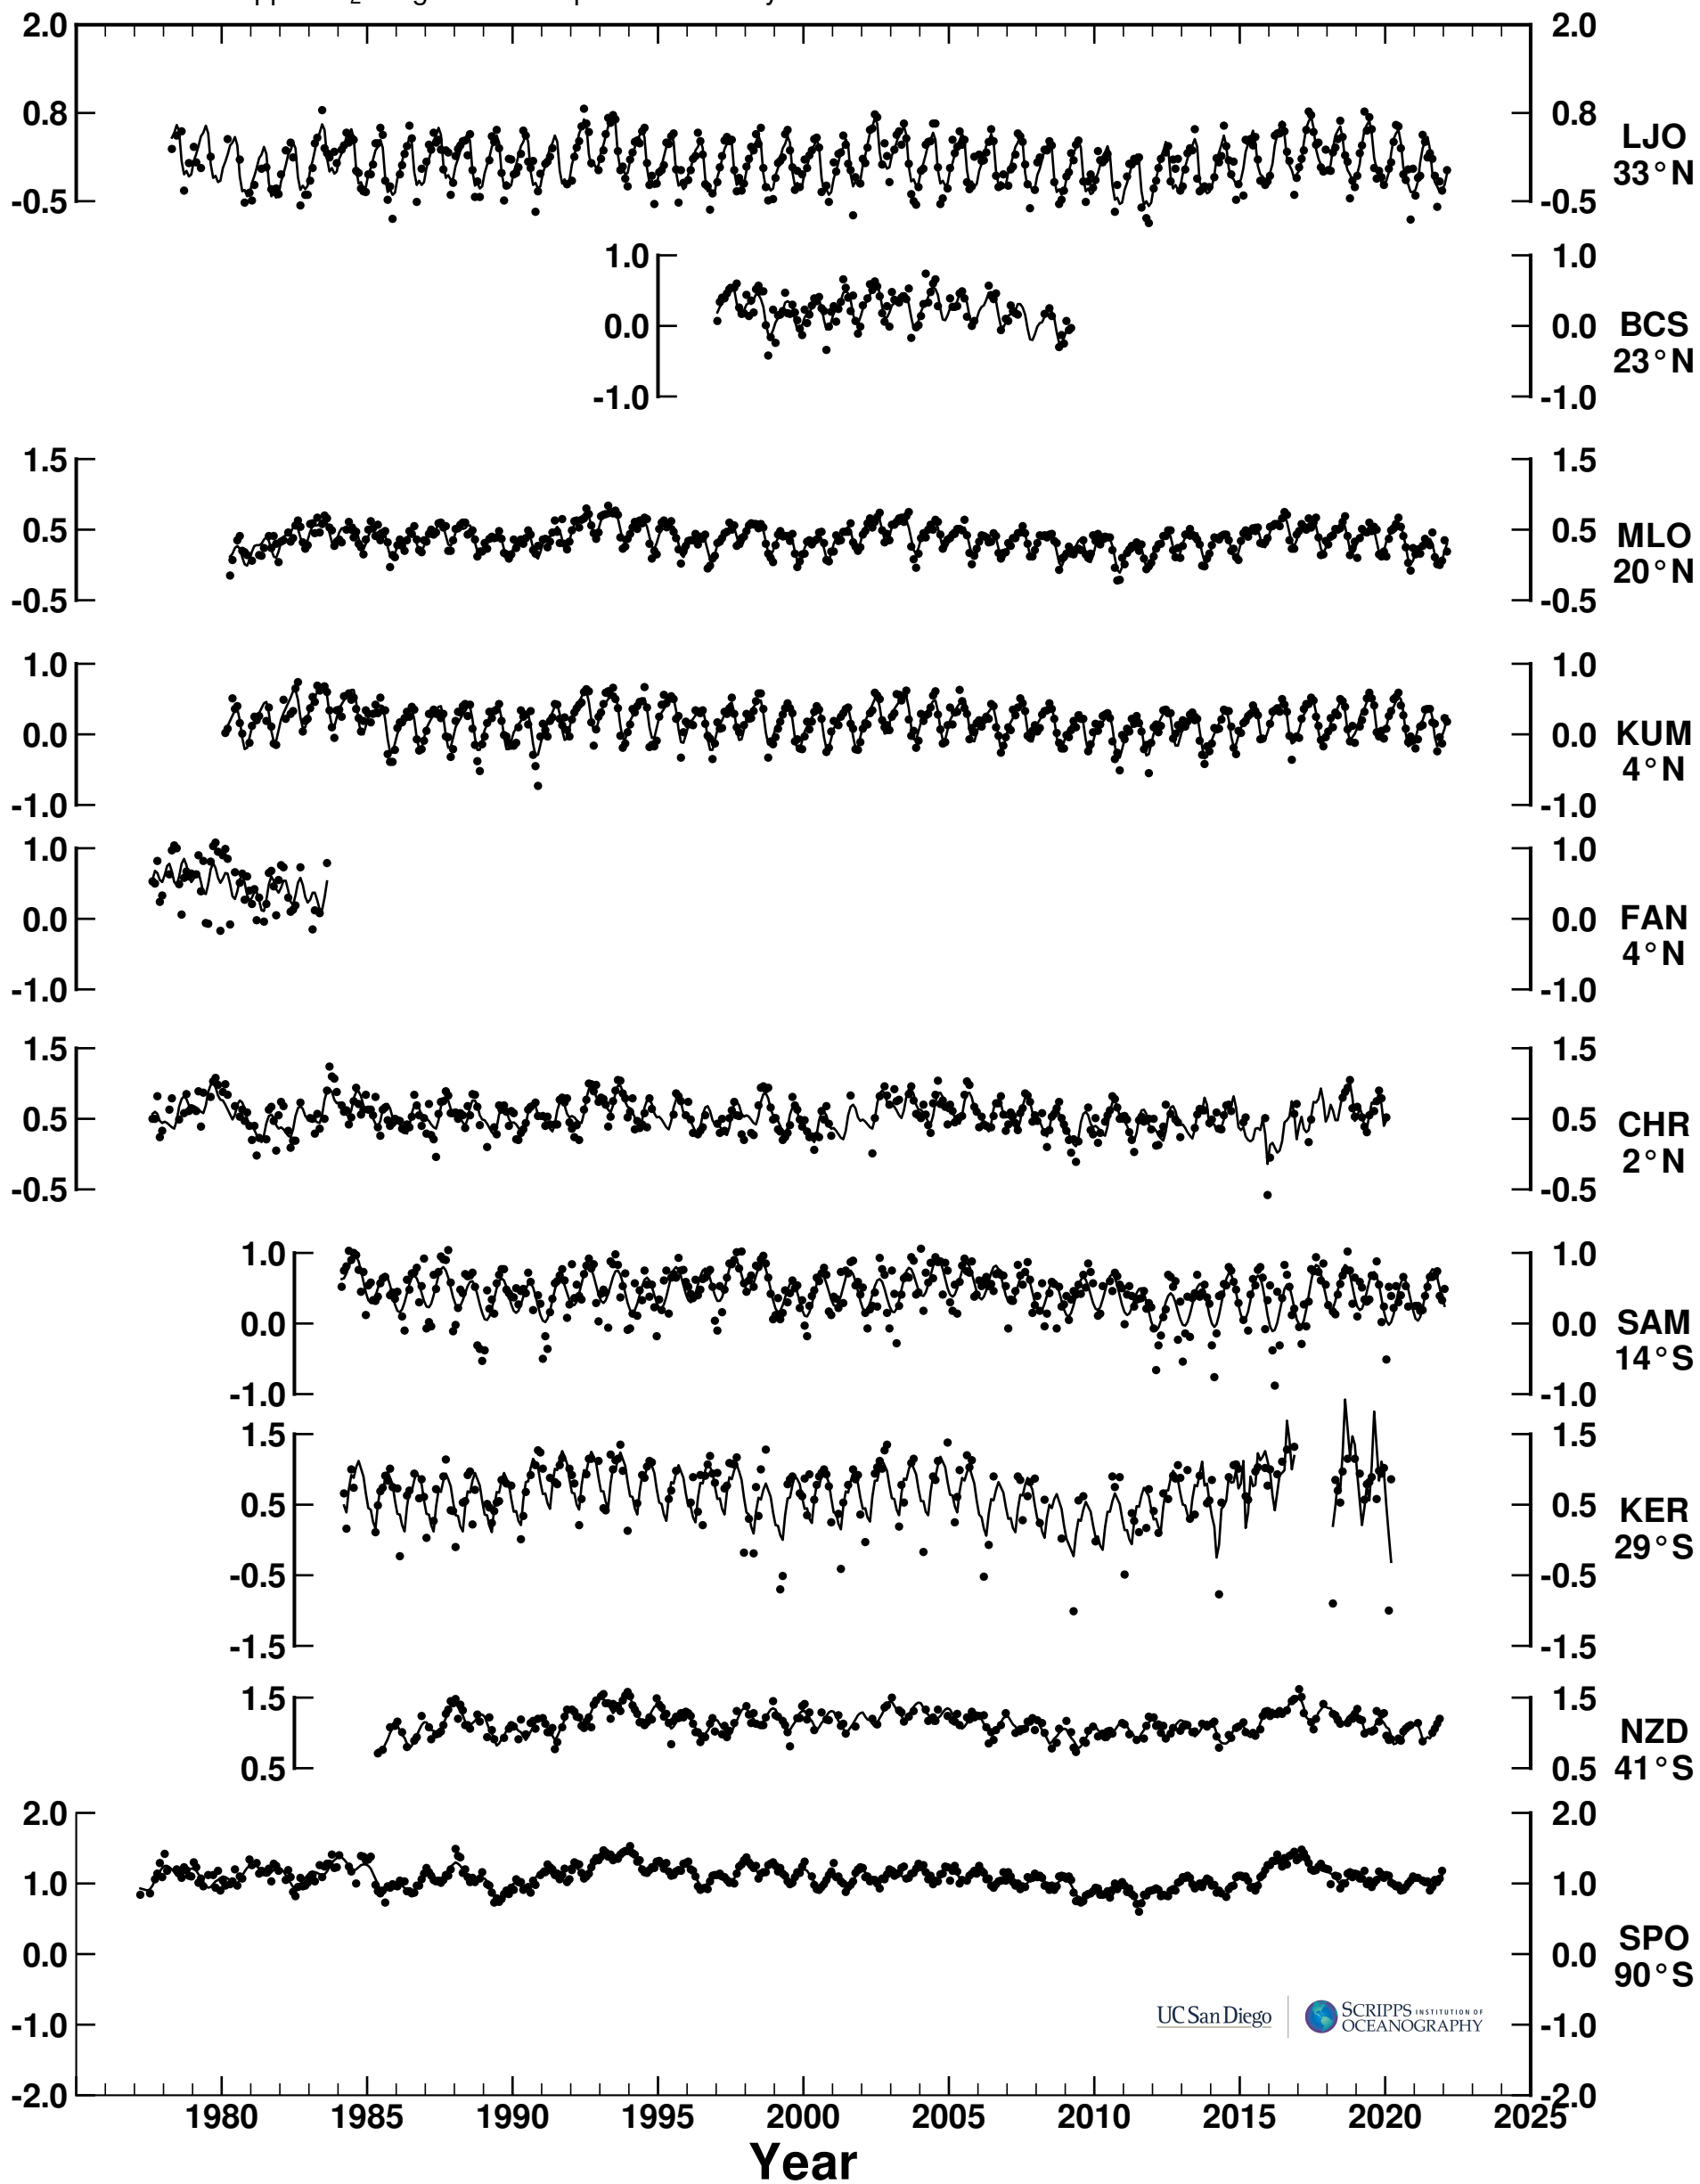 2.0 2.0
0.8 0.8
LJO
33°N
-0.5 -0.5
1.0 1.0
0.0 0.0
BCS
23°N
-1.0 -1.0
1.5 1.5
0.5 0.5
MLO
20°N
-0.5 -0.5
1.0 1.0
0.0 0.0
KUM
4°N
-1.0 -1.0
1.0 1.0
0.0 0.0
FAN
4°N
-1.0 -1.0
1.5 1.5
0.5 0.5
CHR
2°N
-0.5 -0.5
1.0 1.0
0.0 0.0
SAM
14°S
-1.0 -1.0
1.5 1.5
0.5 0.5
KER
29°S
-0.5 -0.5
-1.5 -1.5
1.5 1.5
NZD
41°S
0.5 0.5
2.0 2.0
1.0 1.0
SPO
90°S
0.0 0.0
UC San Diego
SCRIPPS INSTITUTION OF
OCEANOGRAPHY
-1.0 -1.0
-2.0 -2.0
1980 1985 1990 1995 2000 2005 2010 2015 2020 2025
Year